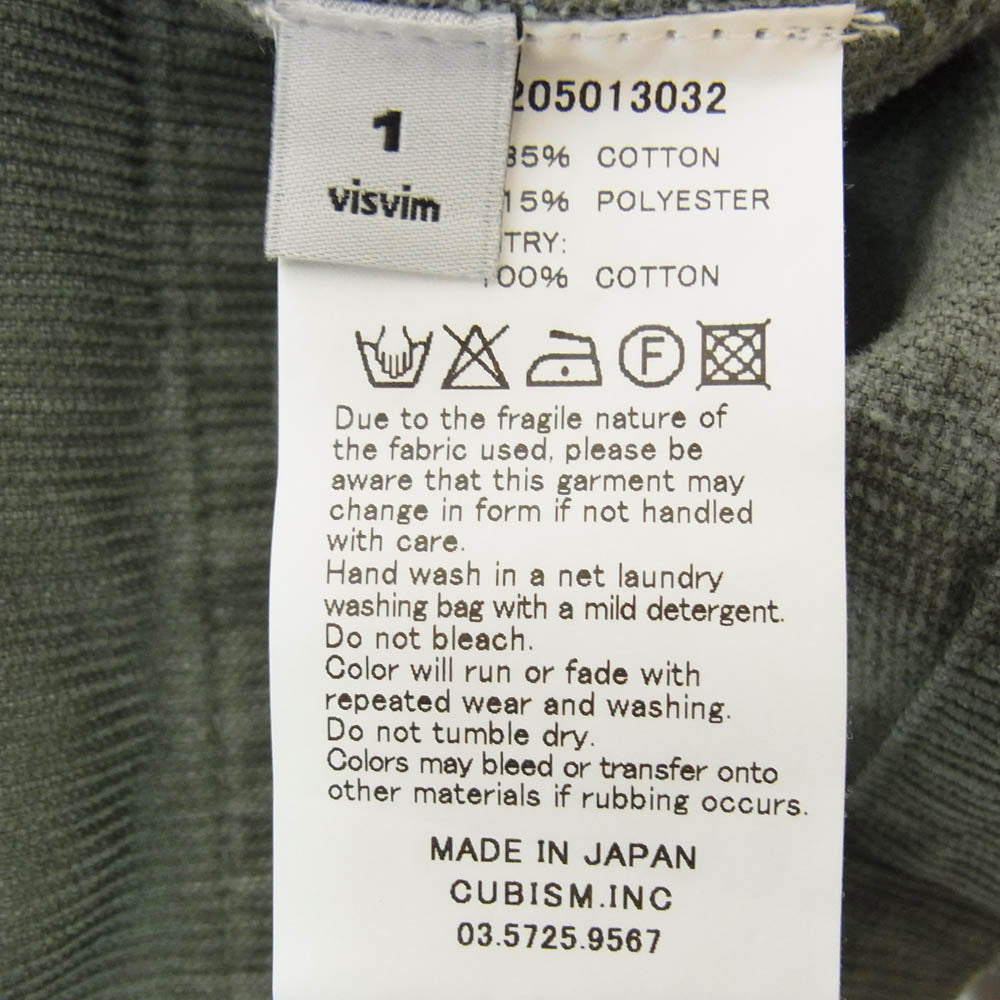 1
visvim
205013032
85% COTTON
15% POLYESTER
TRY:
100% COTTON
F
Due to the fragile nature of
the fabric used, please be
aware that this garment may
change in form if not handled
with care.
Hand wash in a net laundry
washing bag with a mild detergent.
Do not bleach.
Color will run or fade with
repeated wear and washing.
Do not tumble dry.
Colors may bleed or transfer onto
other materials if rubbing occurs.
MADE IN JAPAN
CUBISM.INC
03.5725.9567